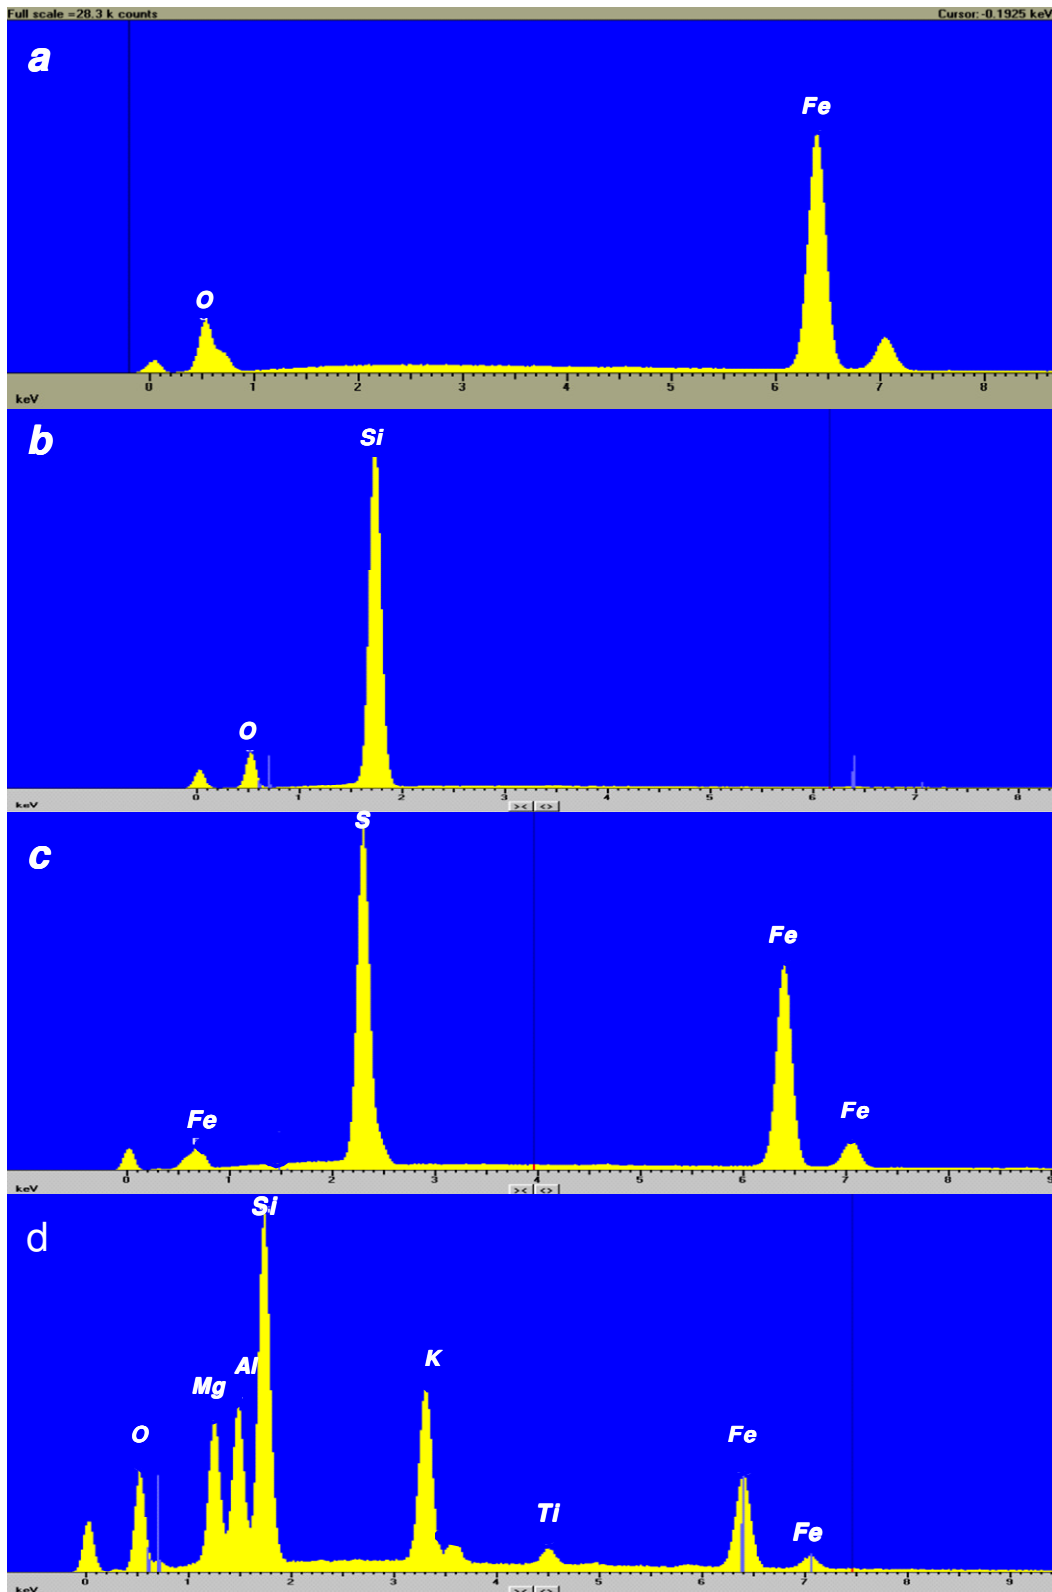 Full scale =28.3 k counts Cursor:-0.1925 keV
a
Fe
O
0 1 2 3 4 5 6 7 8
keV
b
Si
O
0 1 2 3 4 5 6 7 8
keV >< <>
S
c
Fe
Fe
Fe
0 1 2 3 4 5 6 7 8 9
keV >< <>
Si
d
K
Al
Mg
O
Fe
Ti
Fe
0 1 2 3 4 5 6 7 8 9
keV >< <>